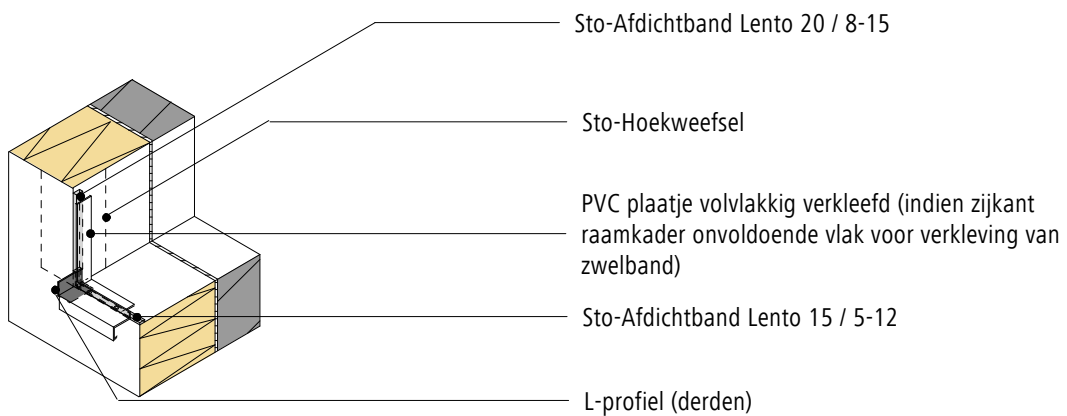 Sto-Afdichtband Lento 20 / 8-15
Sto-Hoekweefsel
PVC plaatje volvlakkig verkleefd (indien zijkant
raamkader onvoldoende vlak voor verkleving van
zwelband)
Sto-Afdichtband Lento 15 / 5-12
L-profiel (derden)